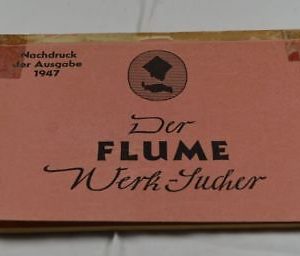 Nachdruck
der Ausgabe
1947
Der
FLUME
Werk-Sucher